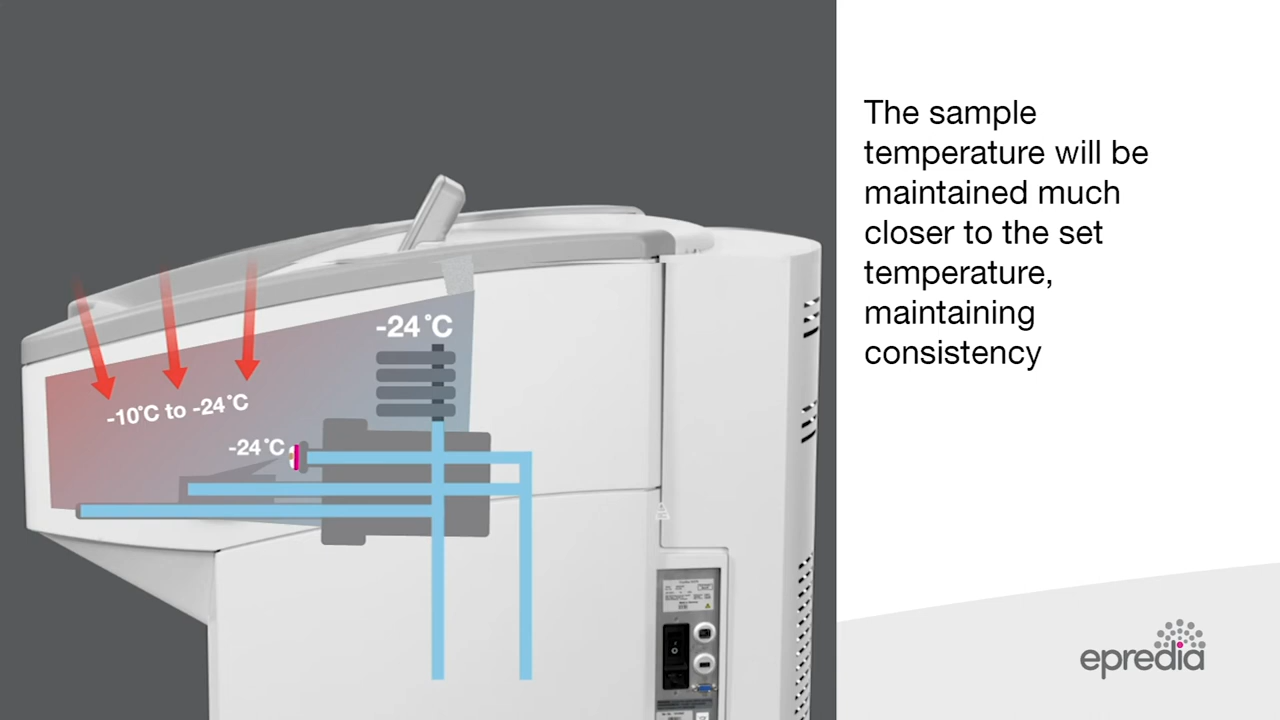 The sample
temperature will be
maintained much
closer to the set
temperature,
maintaining
consistency
-24°C
-10°C to -24°C
-24°C
epredia